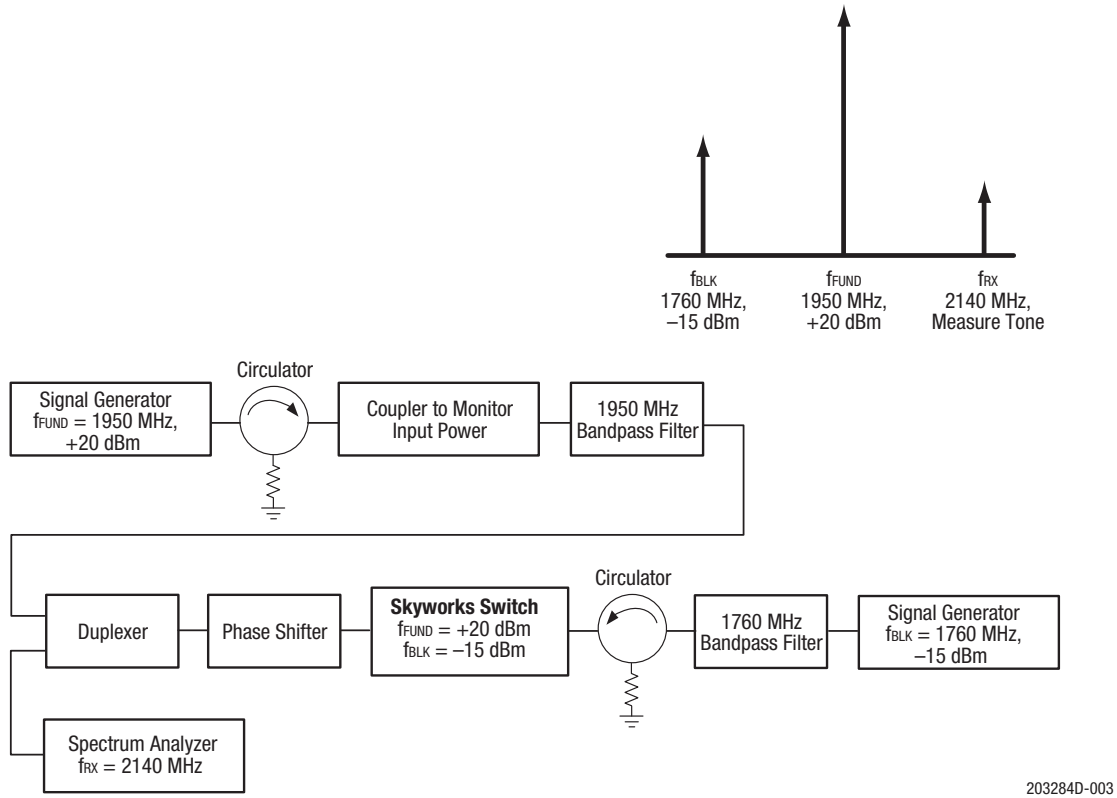 fBLK
1760 MHz,
–15 dBm
fFUND
1950 MHz,
+20 dBm
fRX
2140 MHz,
Measure Tone
Signal Generator
fFUND = 1950 MHz,
+20 dBm
Circulator
Coupler to Monitor
Input Power
1950 MHz
Bandpass Filter
Duplexer
Phase Shifter
Skyworks Switch
fFUND = +20 dBm
fBLK = –15 dBm
Circulator
1760 MHz
Bandpass Filter
Signal Generator
fBLK = 1760 MHz,
–15 dBm
Spectrum Analyzer
fRX = 2140 MHz
203284D-003